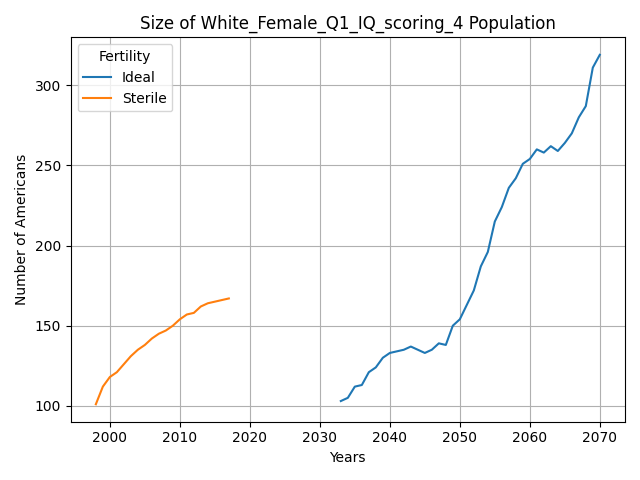 Size of White_Female_Q1_IQ_scoring_4 Population
Fertility
Ideal
Sterile
Number of Americans
300
250
200
150
100
2000 2010 2020 2030 2040 2050 2060 2070
Years